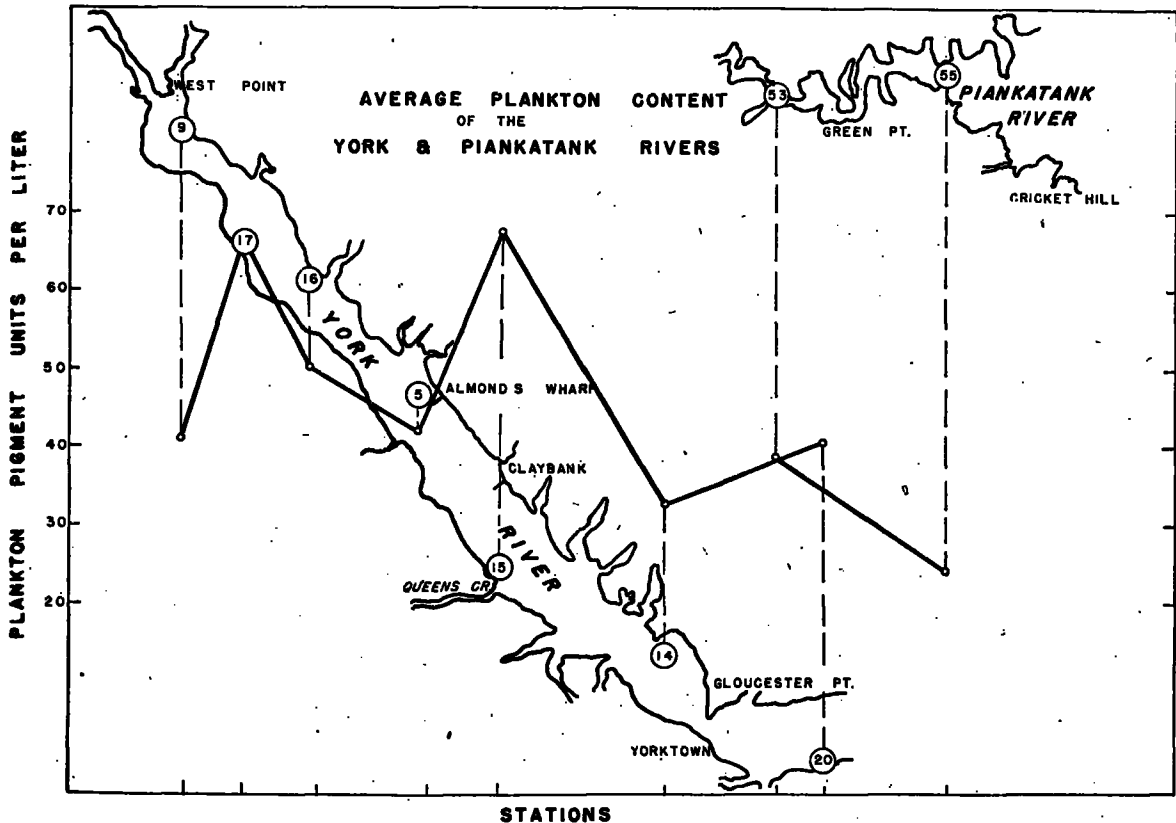 AVERAGE PLANKTON CONTENT
OF THE
YORK & PIANKATANK RIVERS
PLANKTON PIGMENT UNITS PER LITER
70
60
50
40
30
20
WEST POINT
9
17
16
YORK
5
ALMONDS WHARF
CLAYBANK
RIVER
15
QUEENS CR.
14
GLOUCESTER PT.
YORKTOWN
20
53
55
GREEN PT.
PIANKATANK
RIVER
CRICKET HILL
STATIONS